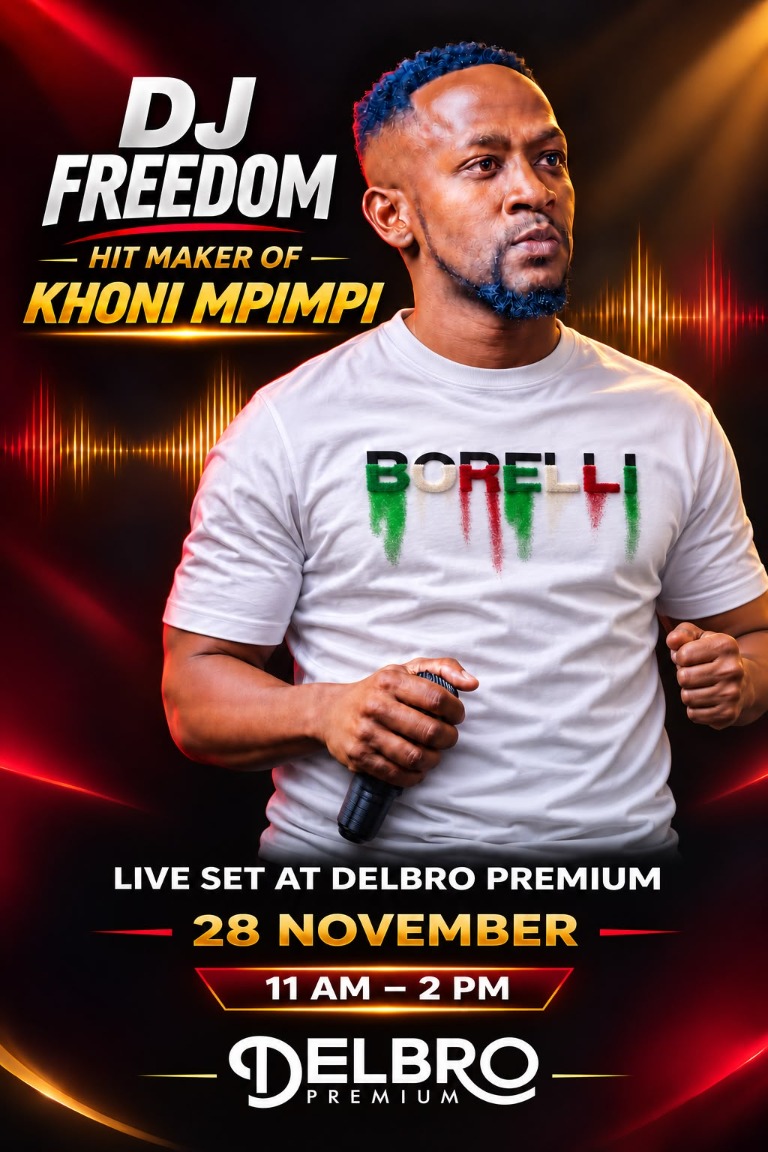 DJ
FREEDOM
HIT MAKER OF
KHONI MPIMPI
BORELLI
LIVE SET AT DELBRO PREMIUM
28 NOVEMBER
11 AM – 2 PM
DELBRO
PREMIUM